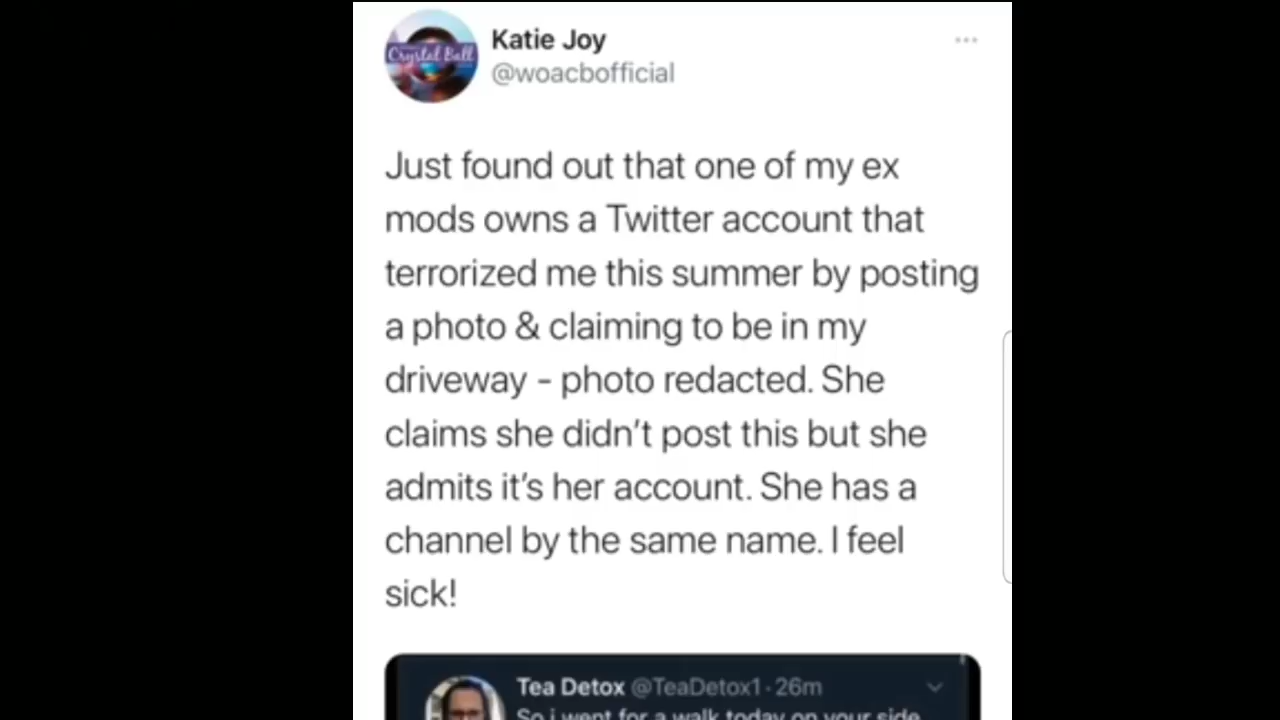 Crystal Ball
Katie Joy
@woacbofficial
Just found out that one of my ex
mods owns a Twitter account that
terrorized me this summer by posting
a photo & claiming to be in my
driveway - photo redacted. She
claims she didn't post this but she
admits it's her account. She has a
channel by the same name. I feel
sick!
Tea Detox @TeaDetox1 · 26m
So i went for a walk today on your side